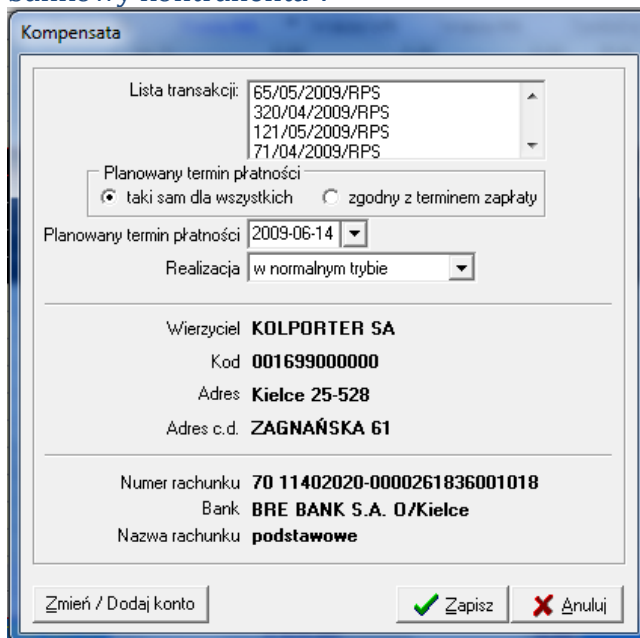 bankowy kontrahenta .
Kompensata
Lista transakcji: 65/05/2009/RPS
320/04/2009/RPS
121/05/2009/RPS
71/04/2009/RPS
Planowany termin płatności
taki sam dla wszystkich zgodny z terminem zapłaty
Planowany termin płatności 2009-06-14
Realizacja w normalnym trybie
Wierzyciel KOLPORTER SA
Kod 001699000000
Adres Kielce 25-528
Adres c.d. ZAGNAŃSKA 61
Numer rachunku 70 11402020-0000261836001018
Bank BRE BANK S.A. O/Kielce
Nazwa rachunku podstawowe
Zmień / Dodaj konto Zapisz Anuluj